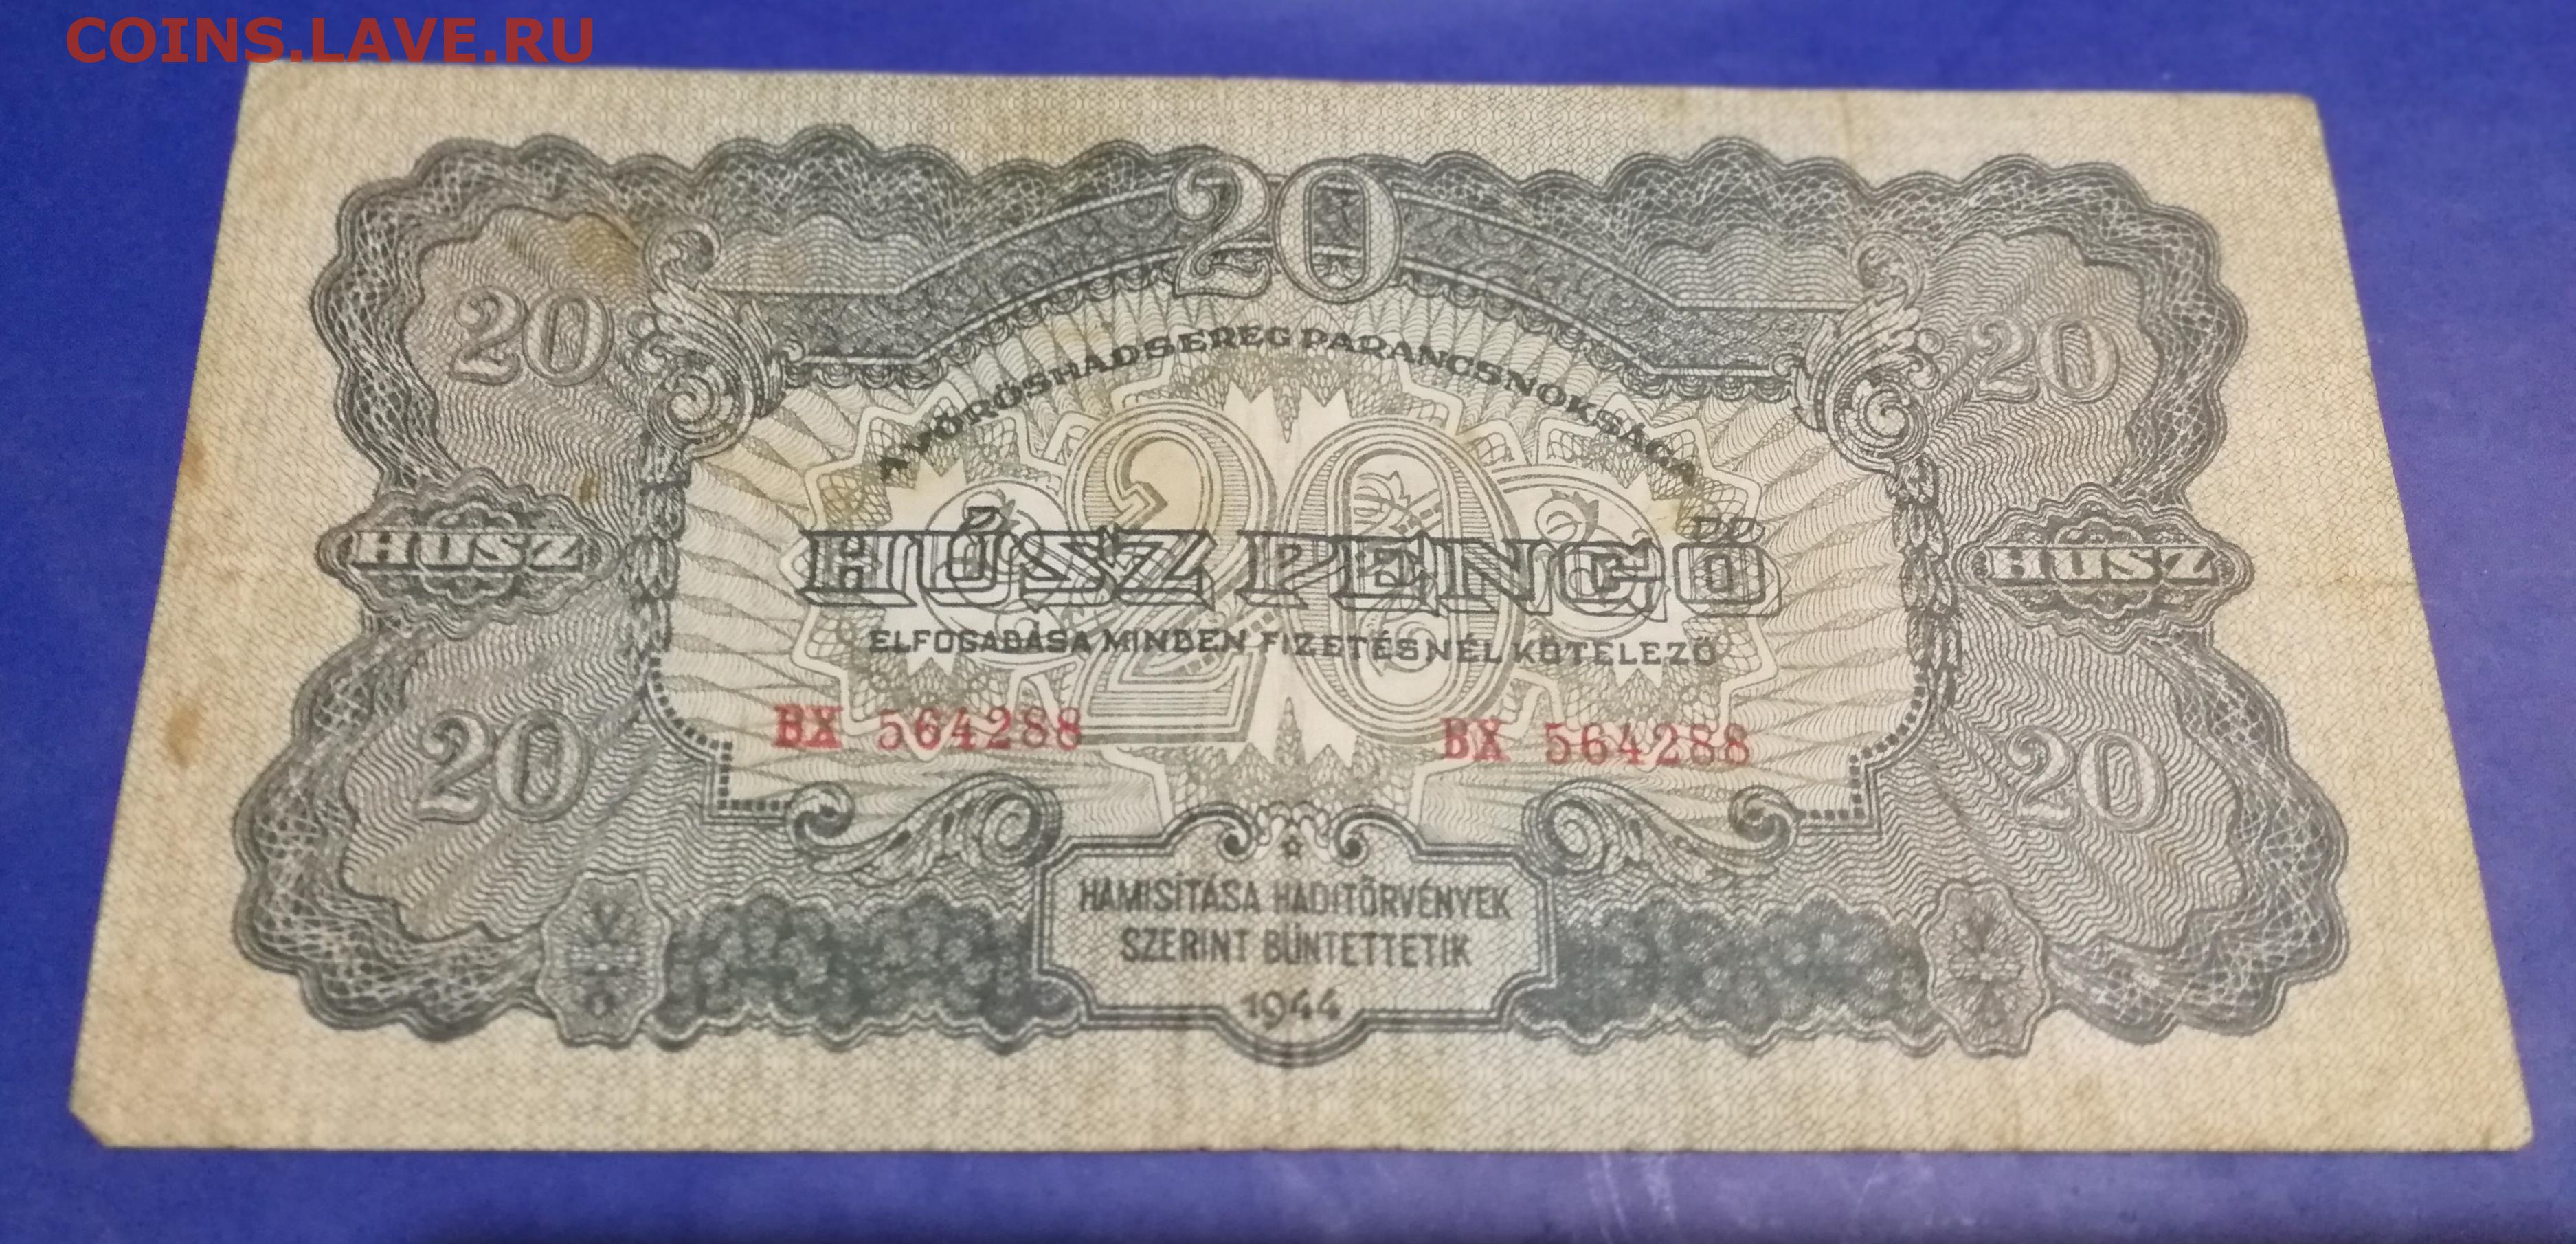 COINS.LAVE.RU
20
20 20
A VÖRÖSHADSEREG PARANCSNOKSÁGA
20
HÚSZ HÚSZ PENGŐ HÚSZ
ELFOGADÁSA MINDEN FIZETÉSNÉL KÖTELEZŐ
BX 564288 BX 564288
20 20
HAMISÍTÁSA HADITÖRVÉNYEK
SZERINT BÜNTETTETIK
1944